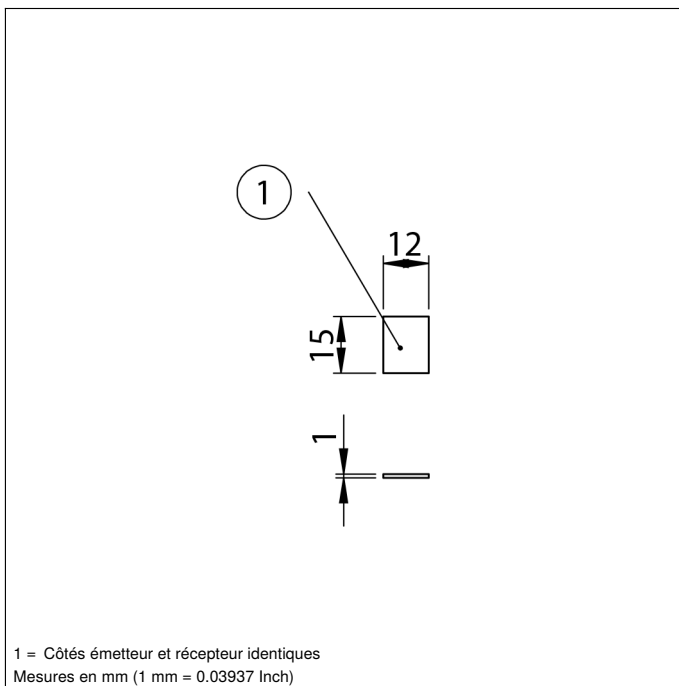 1
12
15
1
1 = Côtés émetteur et récepteur identiques
Mesures en mm (1 mm = 0.03937 Inch)